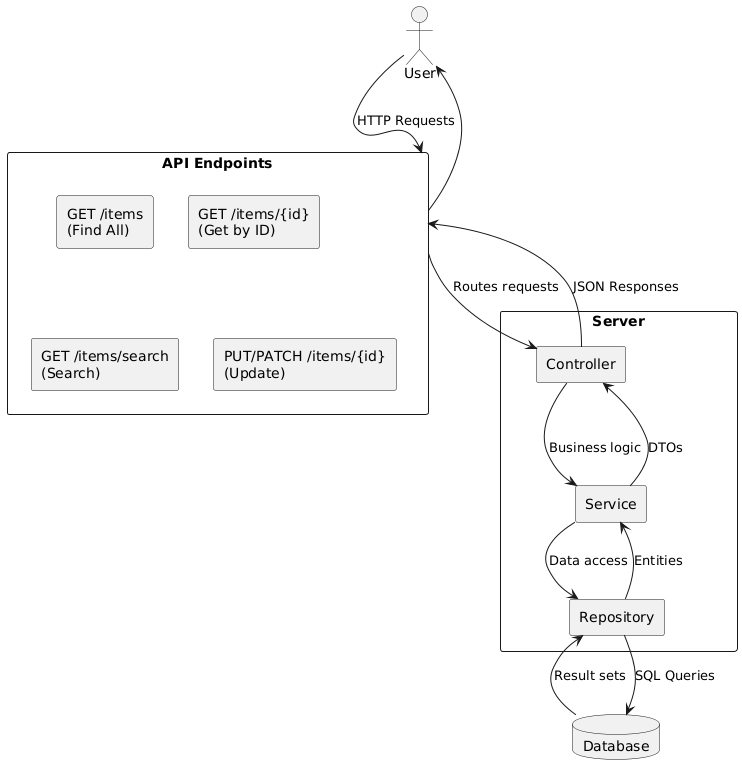 User
HTTP Requests
API Endpoints
GET /items
(Find All)
GET /items/{id}
(Get by ID)
Routes requests
JSON Responses
Server
GET /items/search
(Search)
PUT/PATCH /items/{id}
(Update)
Controller
Business logic
DTOs
Service
Data access
Entities
Repository
Result sets
SQL Queries
Database